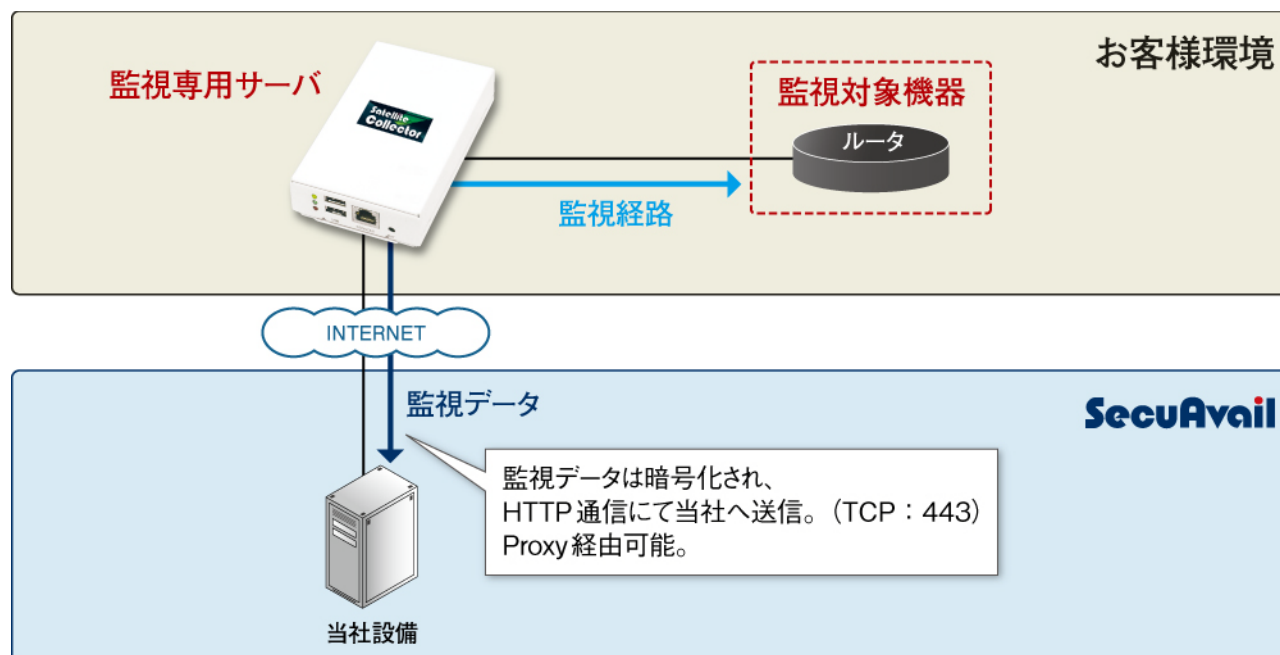 お客様環境
監視専用サーバ
Satellite
Collector
監視対象機器
ルータ
監視経路
INTERNET
監視データ
SecuAvail
監視データは暗号化され、
HTTP通信にて当社へ送信。（TCP：443）
Proxy経由可能。
当社設備